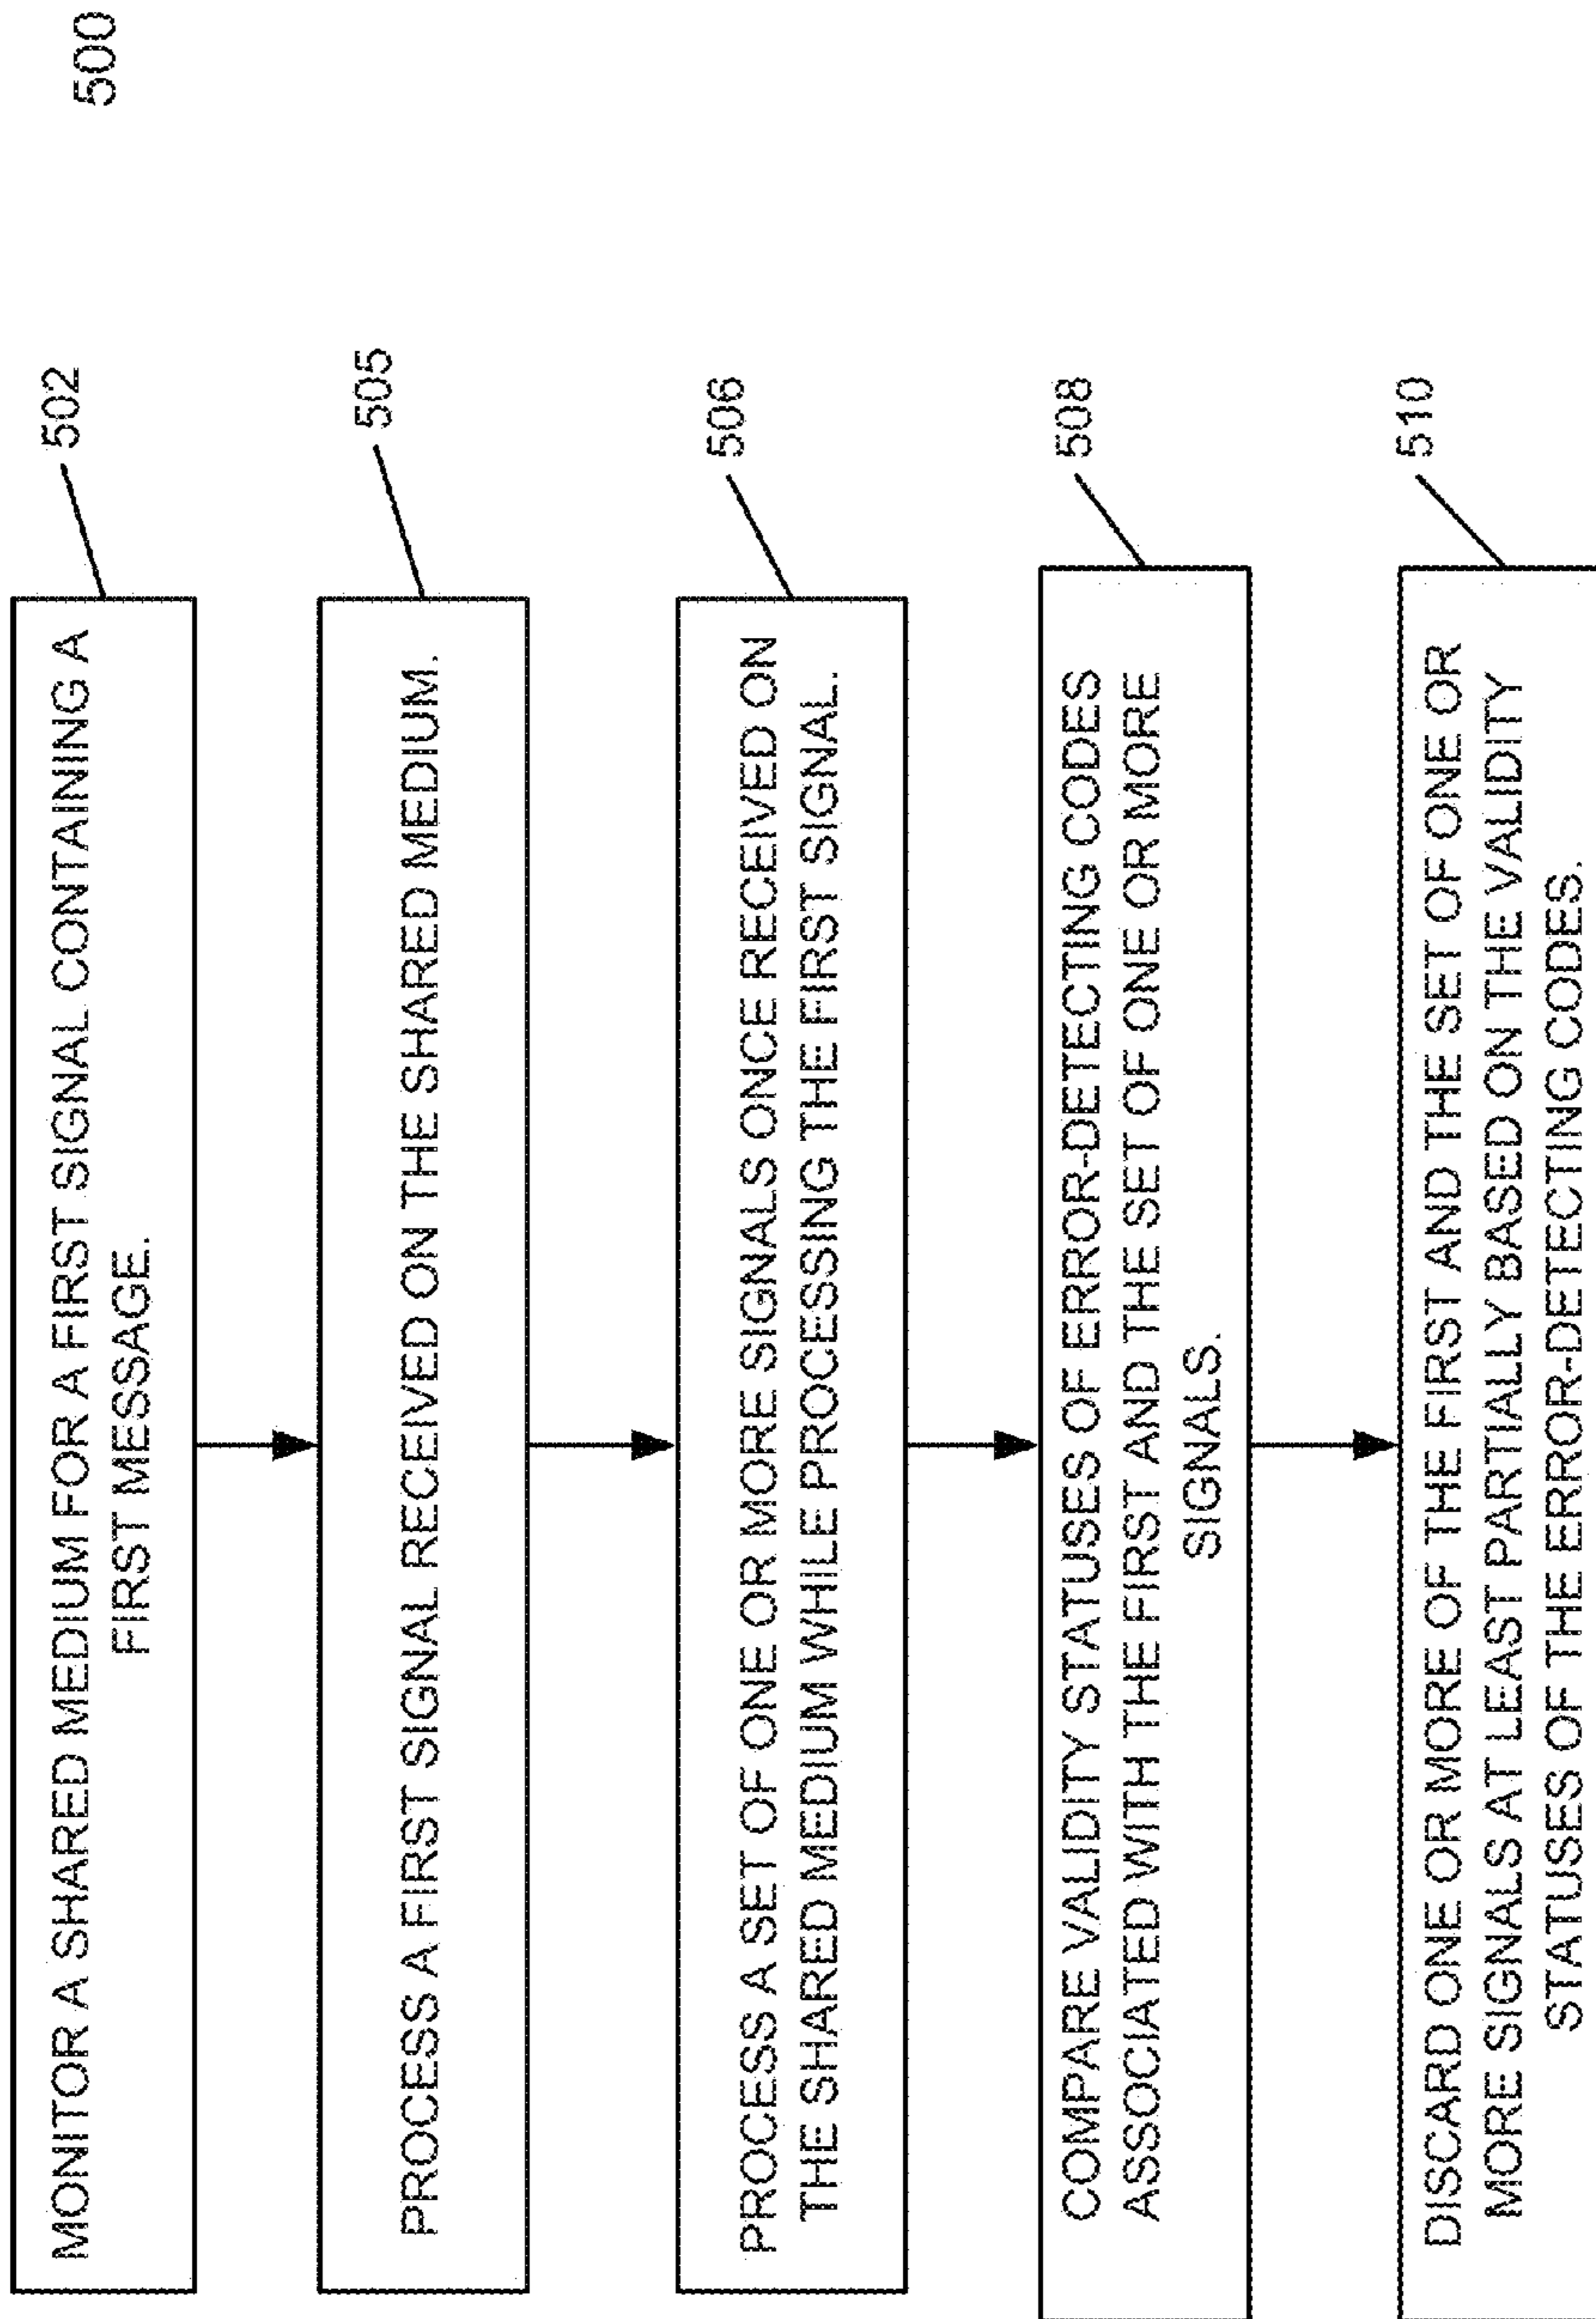 500
MONITOR A SHARED MEDIUM FOR A FIRST SIGNAL CONTAINING A
FIRST MESSAGE.
502
PROCESS A FIRST SIGNAL RECEIVED ON THE SHARED MEDIUM.
505
PROCESS A SET OF ONE OR MORE SIGNALS ONCE RECEIVED ON
THE SHARED MEDIUM WHILE PROCESSING THE FIRST SIGNAL.
506
COMPARE VALIDITY STATUSES OF ERROR-DETECTING CODES
ASSOCIATED WITH THE FIRST AND THE SET OF ONE OR MORE
SIGNALS.
508
DISCARD ONE OR MORE OF THE FIRST AND THE SET OF ONE OR
MORE SIGNALS AT LEAST PARTIALLY BASED ON THE VALIDITY
STATUSES OF THE ERROR-DETECTING CODES.
510